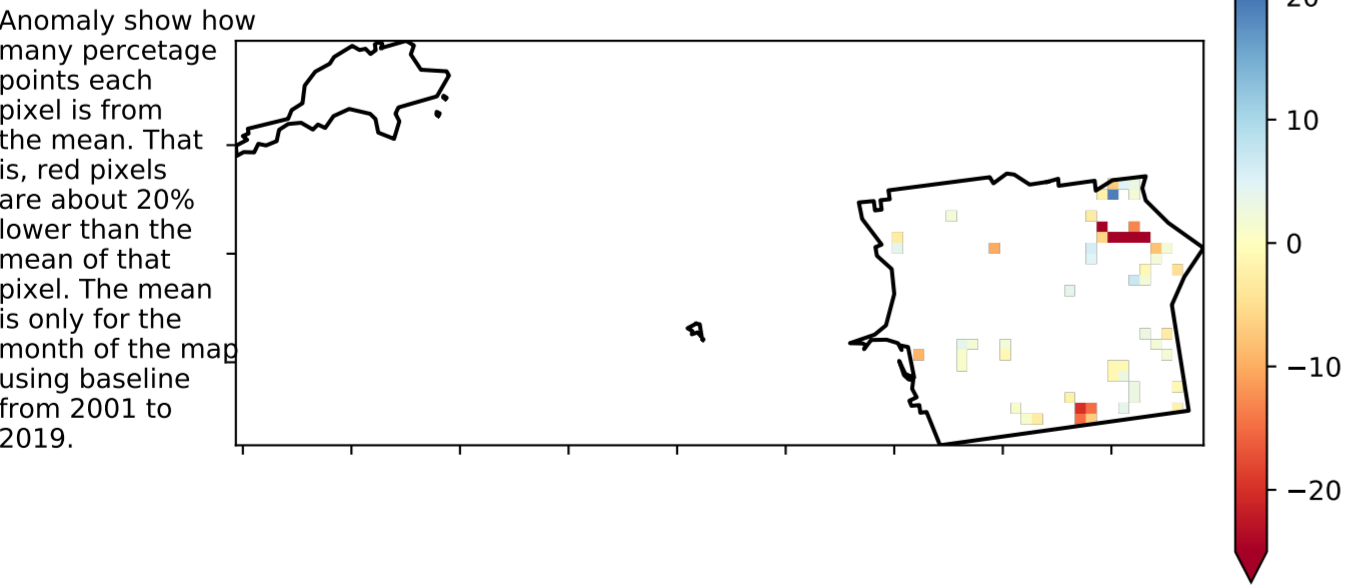 Anomaly show how
many percetage
points each
pixel is from
the mean. That
is, red pixels
are about 20%
lower than the
mean of that
pixel. The mean
is only for the
month of the map
using baseline
from 2001 to
2019.
20
10
0
−10
−20